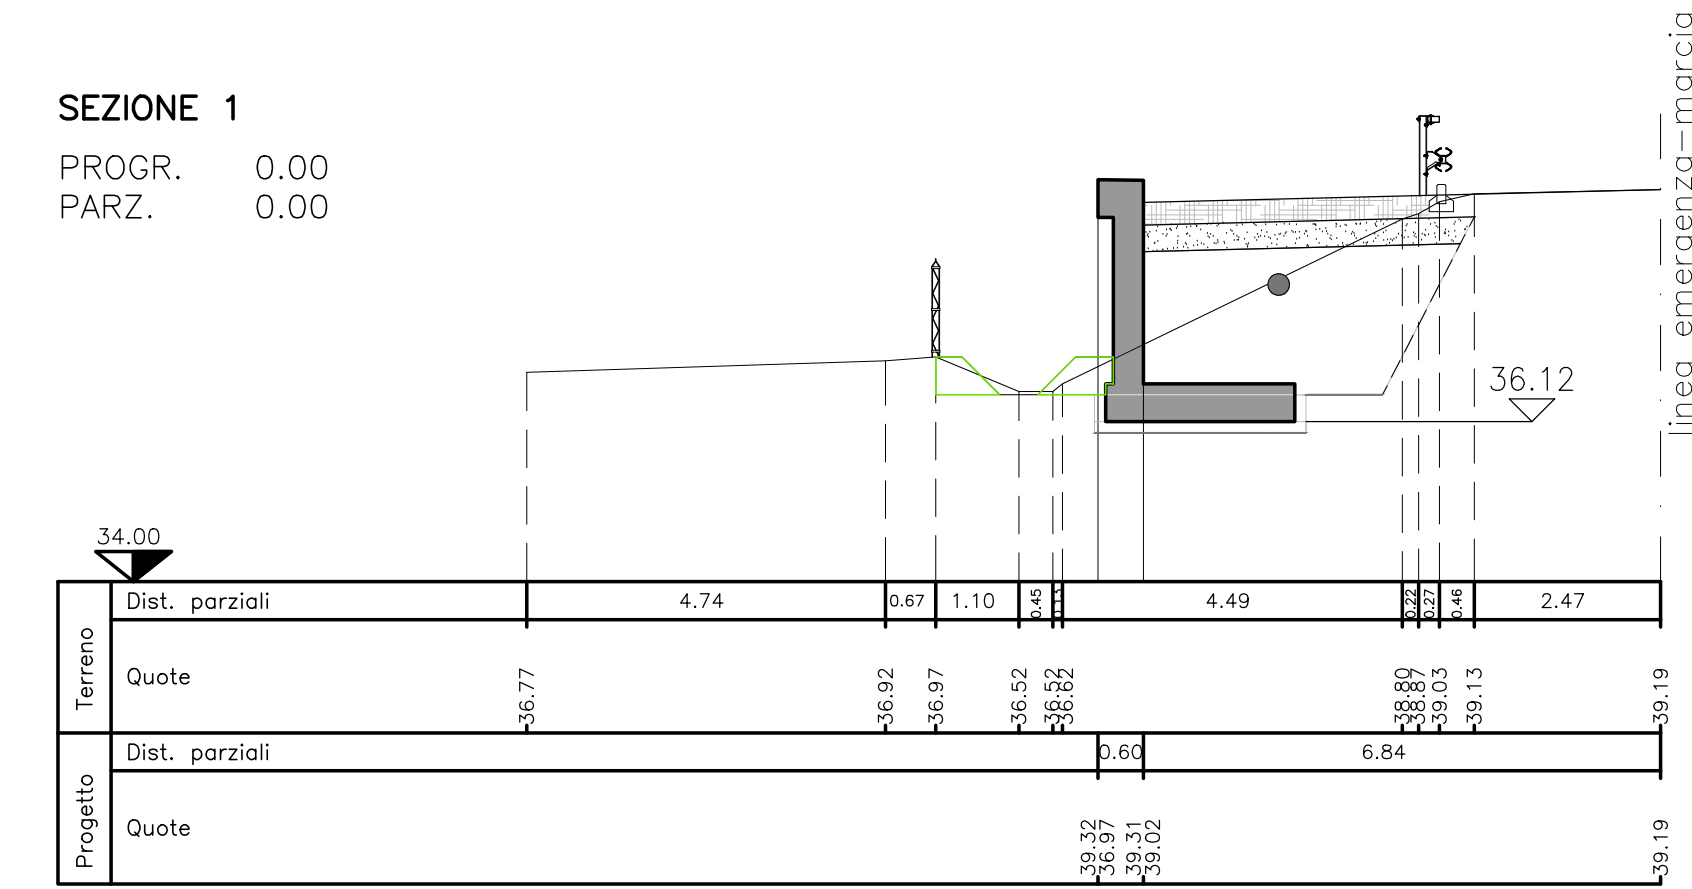 SEZIONE 1
PROGR. 0.00
PARZ. 0.00
linea emergenza-marcia
36.12
34.00
Terreno
Dist. parziali 4.74 0.67 1.10 0.45 0.13 4.49 0.22 0.27 0.46 2.47
Quote 36.77 36.92 36.97 36.52 36.52 36.62 38.80 38.87 39.03 39.13 39.19
Progetto
Dist. parziali 0.60 6.84
Quote 39.32 36.97 39.31 39.02 39.19